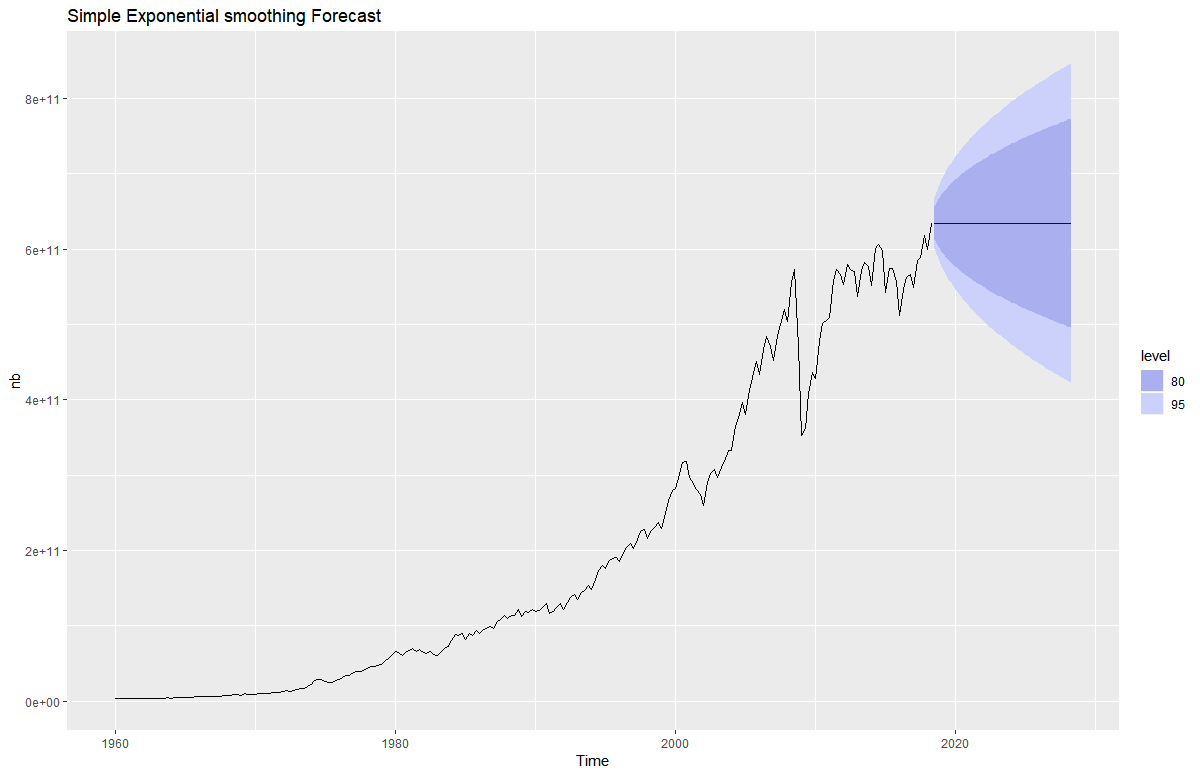 Simple Exponential smoothing Forecast
8e+11
6e+11
4e+11
2e+11
0e+00
nb
1960
1980
2000
2020
Time
level
80
95